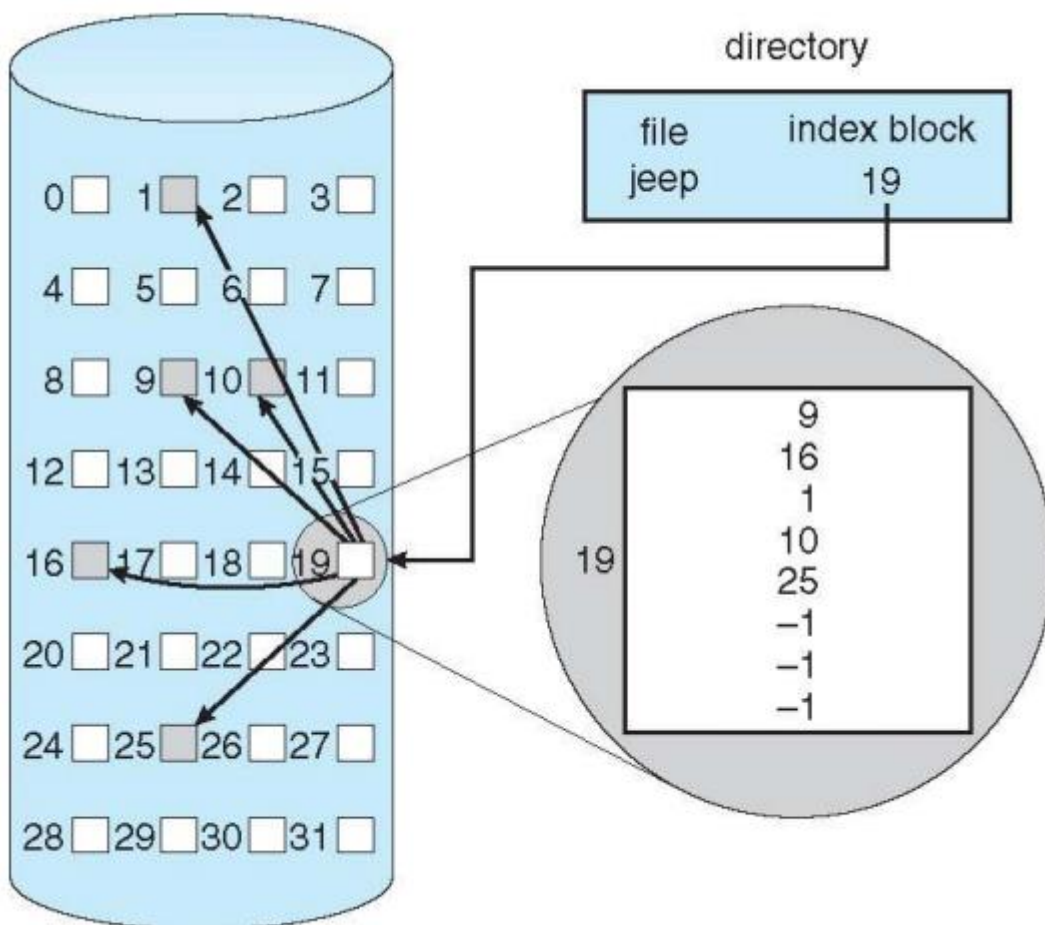 directory
file index block
jeep 19
0 1 2 3
4 5 6 7
8 9 10 11
12 13 14 15
16 17 18 19
20 21 22 23
24 25 26 27
28 29 30 31
19
9
16
1
10
25
–1
–1
–1